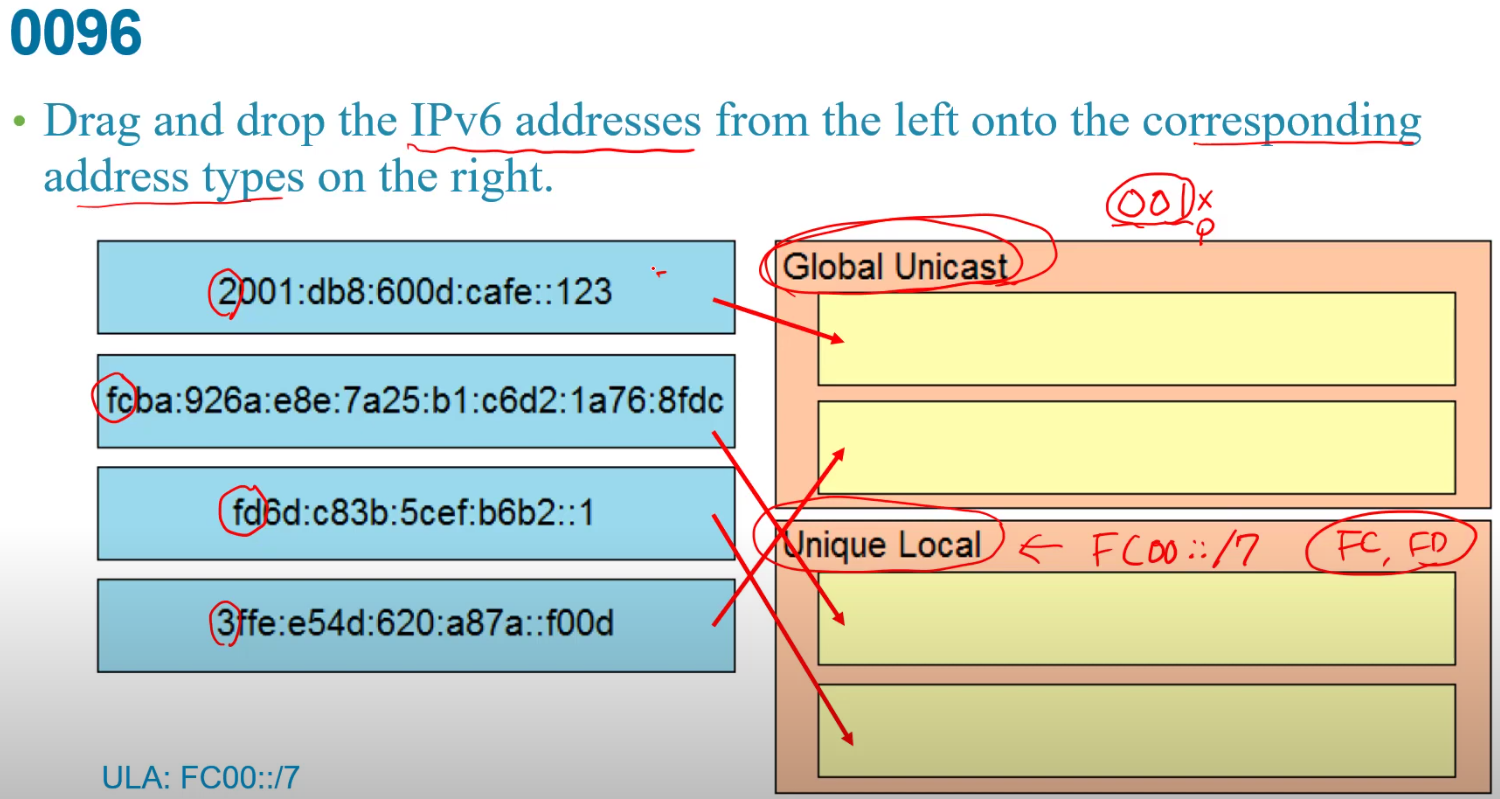 0096
• Drag and drop the IPv6 addresses from the left onto the corresponding
address types on the right.
001x
2001:db8:600d:cafe::123
fcba:926a:e8e:7a25:b1:c6d2:1a76:8fdc
fd6d:c83b:5cef:b6b2::1
3ffe:e54d:620:a87a::f00d
Global Unicast
Unique Local ← FC00::/7 FC, FD
ULA: FC00::/7